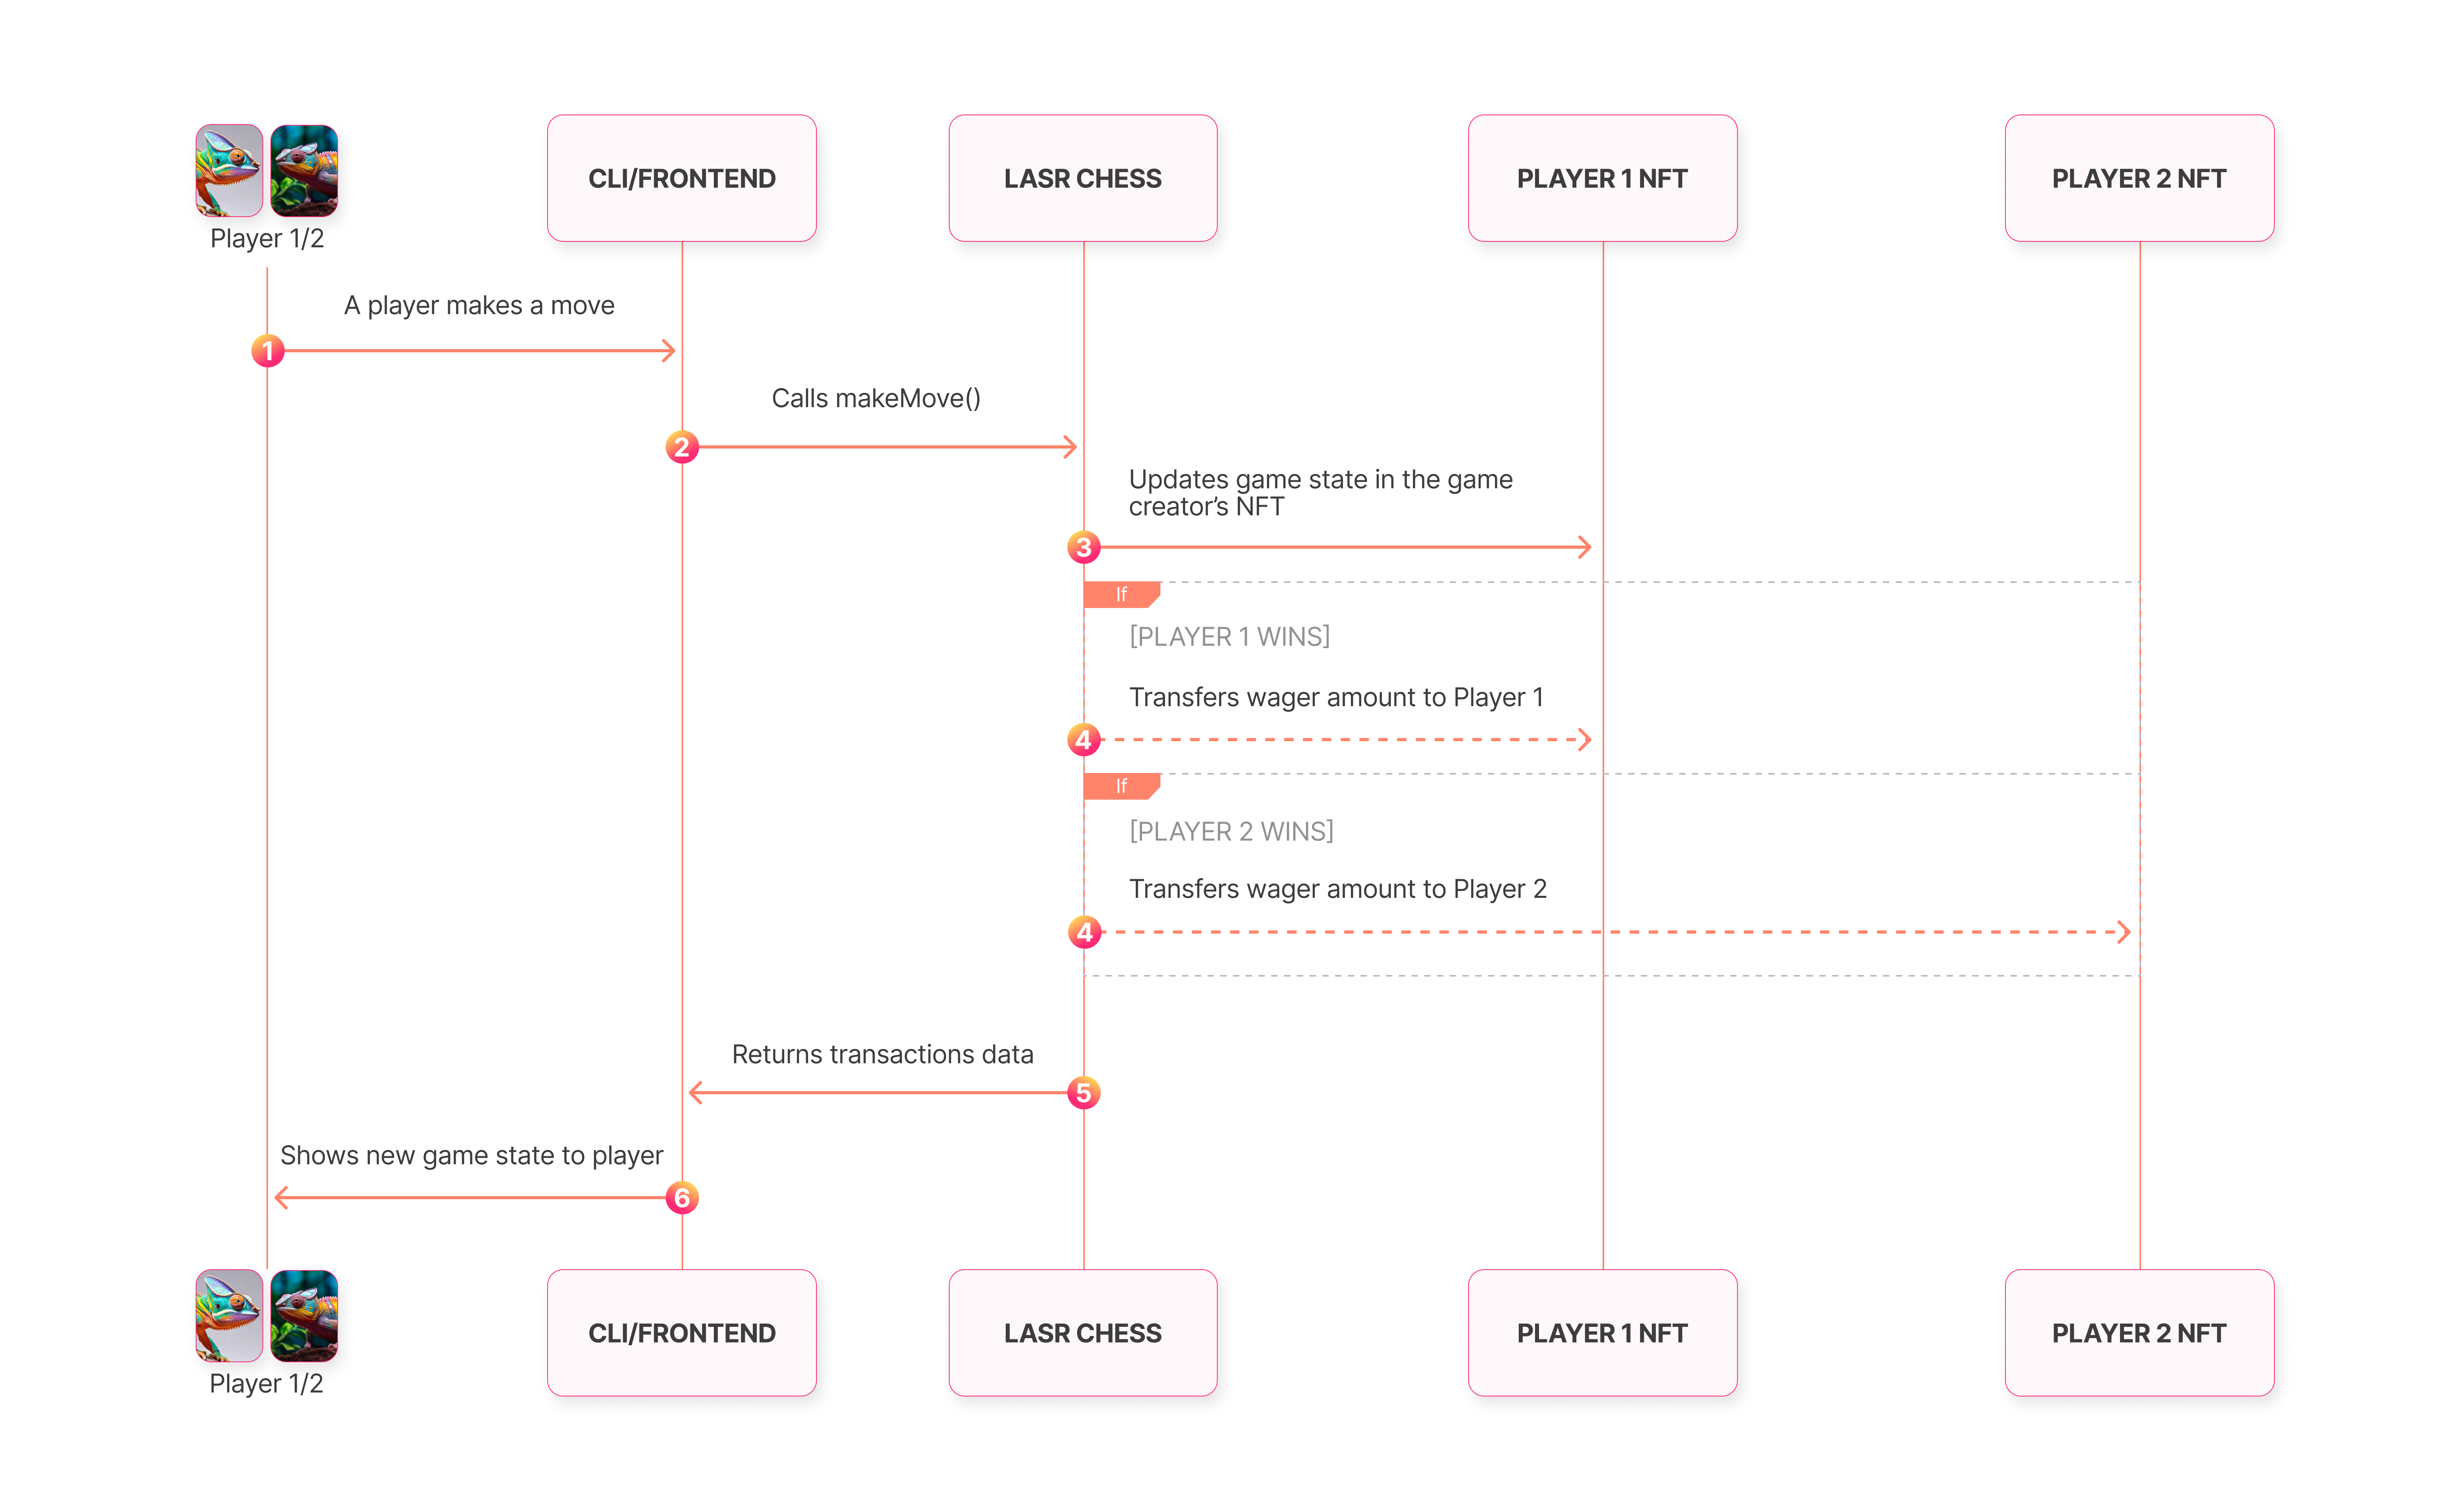 CLI/FRONTEND
LASR CHESS
PLAYER 1 NFT
PLAYER 2 NFT
Player 1/2
A player makes a move
1
Calls makeMove()
2
Updates game state in the game
creator’s NFT
3
If
[PLAYER 1 WINS]
Transfers wager amount to Player 1
4
If
[PLAYER 2 WINS]
Transfers wager amount to Player 2
4
Returns transactions data
5
Shows new game state to player
6
CLI/FRONTEND
LASR CHESS
PLAYER 1 NFT
PLAYER 2 NFT
Player 1/2